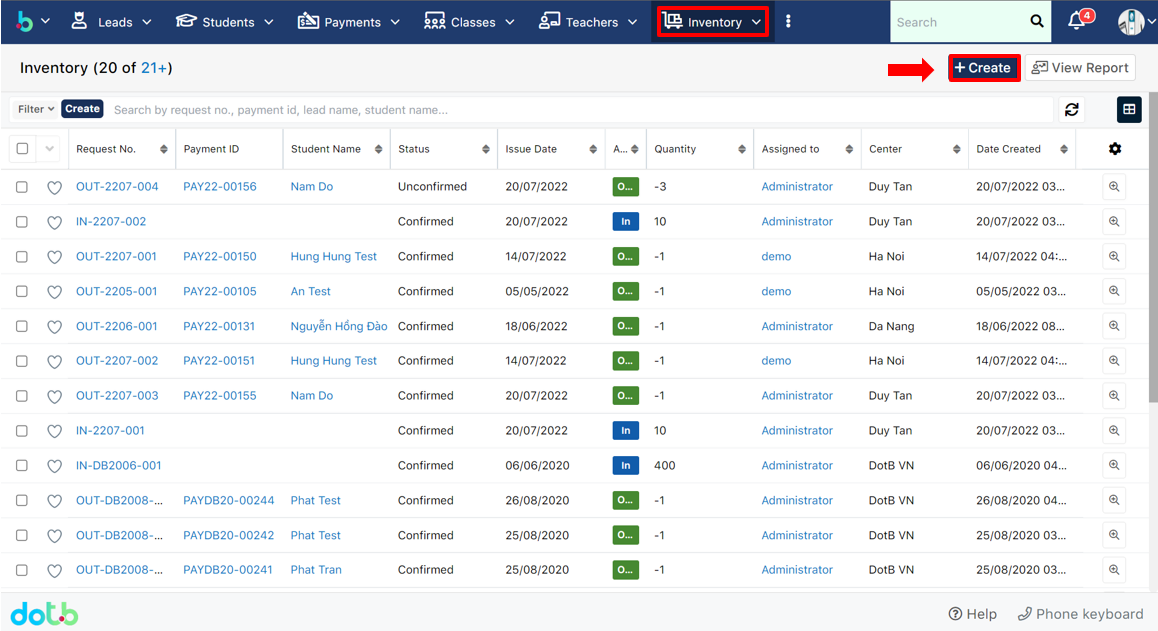 Leads Students Payments Classes Teachers Inventory Search 4
Inventory (20 of 21+) + Create View Report
Filter Create Search by request no., payment id, lead name, student name...
Request No. Payment ID Student Name Status Issue Date A... Quantity Assigned to Center Date Created
OUT-2207-004 PAY22-00156 Nam Do Unconfirmed 20/07/2022 O... -3 Administrator Duy Tan 20/07/2022 03...
IN-2207-002 Confirmed 20/07/2022 In 10 Administrator Duy Tan 20/07/2022 03...
OUT-2207-001 PAY22-00150 Hung Hung Test Confirmed 14/07/2022 O... -1 demo Ha Noi 14/07/2022 04:...
OUT-2205-001 PAY22-00105 An Test Confirmed 05/05/2022 O... -1 demo Ha Noi 05/05/2022 03...
OUT-2206-001 PAY22-00131 Nguyễn Hồng Đào Confirmed 18/06/2022 O... -1 Administrator Da Nang 18/06/2022 08...
OUT-2207-002 PAY22-00151 Hung Hung Test Confirmed 14/07/2022 O... -1 demo Ha Noi 14/07/2022 04:...
OUT-2207-003 PAY22-00155 Nam Do Confirmed 20/07/2022 O... -1 Administrator Duy Tan 20/07/2022 03...
IN-2207-001 Confirmed 20/07/2022 In 10 Administrator Duy Tan 20/07/2022 03...
IN-DB2006-001 Confirmed 06/06/2020 In 400 Administrator DotB VN 06/06/2020 04...
OUT-DB2008-... PAYDB20-00244 Phat Test Confirmed 26/08/2020 O... -1 Administrator DotB VN 26/08/2020 04...
OUT-DB2008-... PAYDB20-00242 Phat Test Confirmed 25/08/2020 O... -1 Administrator DotB VN 25/08/2020 03...
OUT-DB2008-... PAYDB20-00241 Phat Tran Confirmed 25/08/2020 O... -1 Administrator DotB VN 25/08/2020 03...
dotb Help Phone keyboard